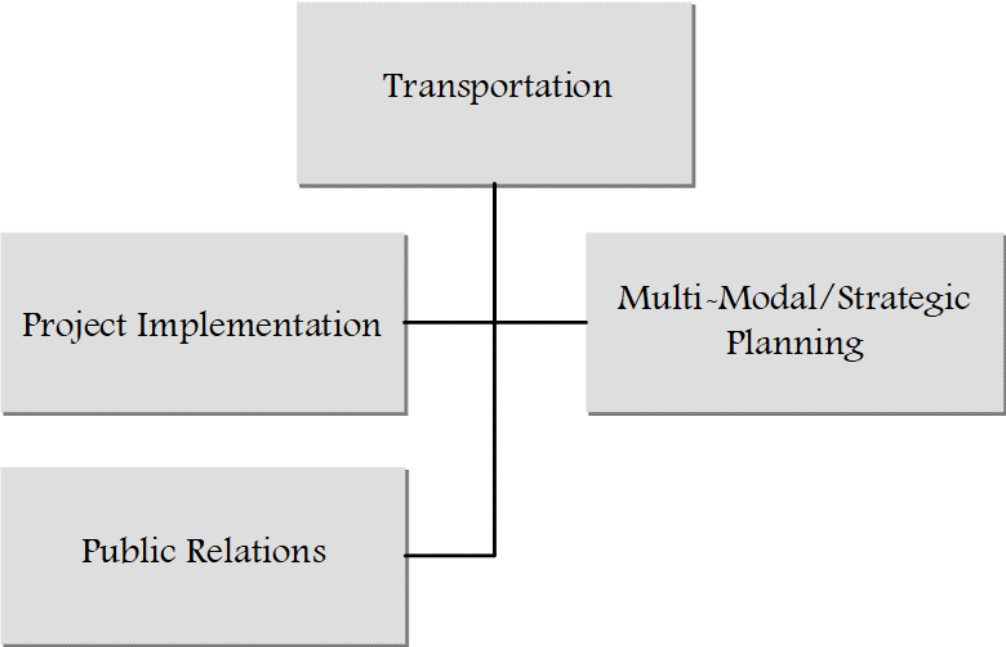 Transportation
Project Implementation
Multi-Modal/Strategic
Planning
Public Relations